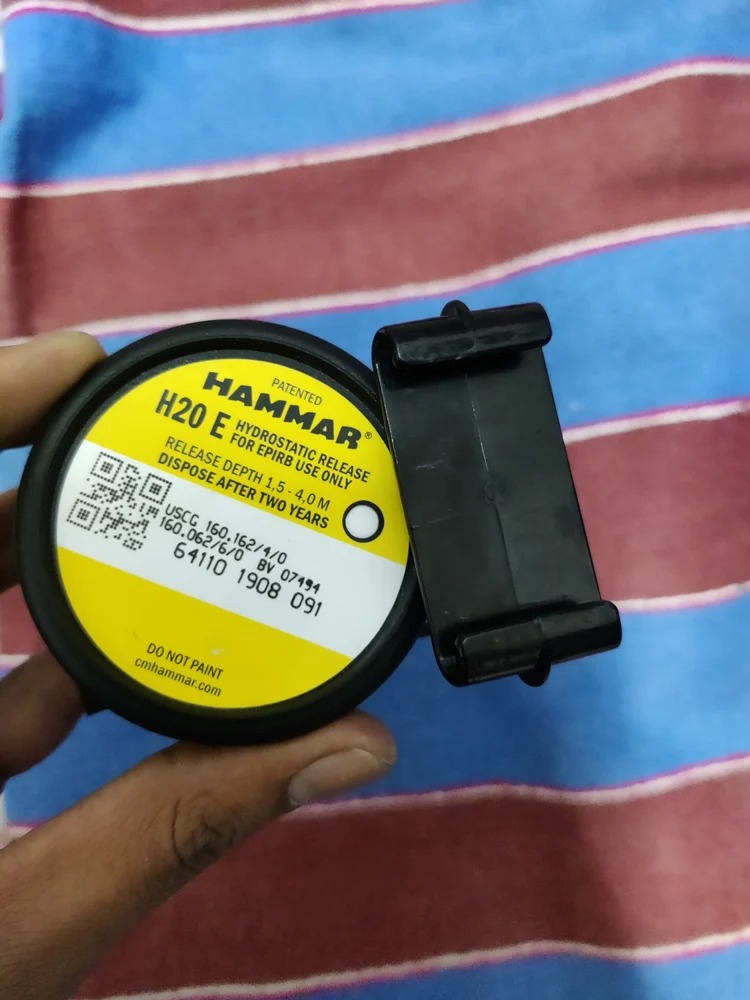 PATENTED
HAMMAR®
H20 E HYDROSTATIC RELEASE
FOR EPIRB USE ONLY
RELEASE DEPTH 1,5 - 4,0 M
DISPOSE AFTER TWO YEARS
USCG 160.162/4/0
160.062/6/0 BV 07494
64110 1908 091
DO NOT PAINT
cmhammar.com